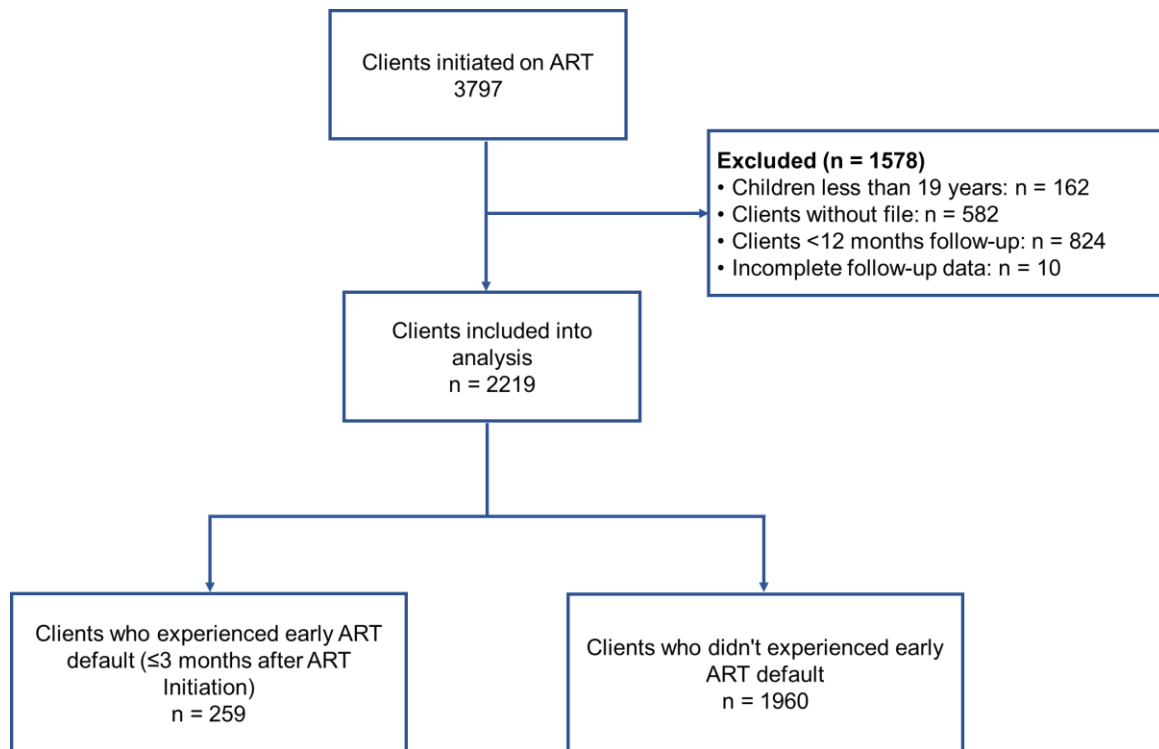 Clients initiated on ART
3797
Excluded (n = 1578)
• Children less than 19 years: n = 162
• Clients without file: n = 582
• Clients <12 months follow-up: n = 824
• Incomplete follow-up data: n = 10
Clients included into
analysis
n = 2219
Clients who experienced early ART
default (≤3 months after ART
Initiation)
n = 259
Clients who didn't experienced early
ART default
n = 1960